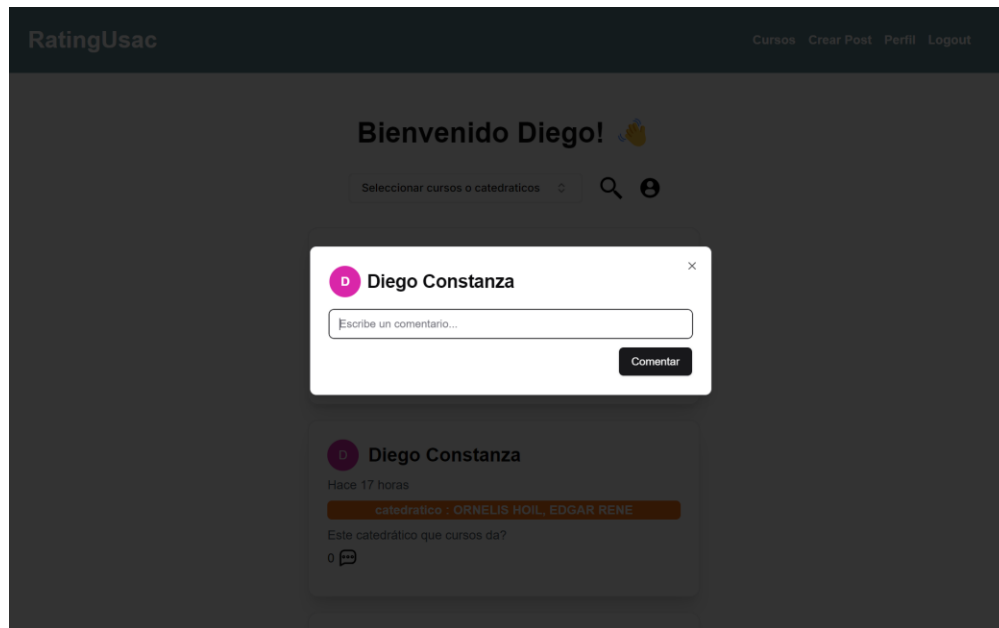 RatingUsac
Cursos Crear Post Perfil Logout
Bienvenido Diego! 👋
Seleccionar cursos o catedraticos
D Diego Constanza
Escribe un comentario...
Comentar
D Diego Constanza
Hace 17 horas
catedratico : ORNELIS HOIL, EDGAR RENE
Este catedrático que cursos da?
0